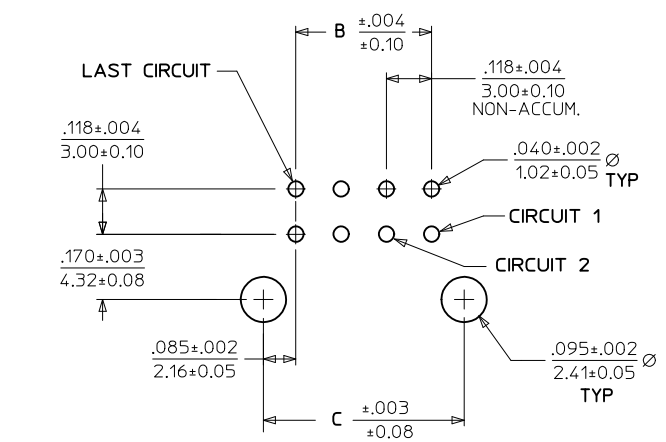 B ±.004
±0.10
LAST CIRCUIT
.118±.004
3.00±0.10
NON-ACCUM.
.118±.004
3.00±0.10
.040±.002
1.02±0.05 Ø
TYP
CIRCUIT 1
CIRCUIT 2
.170±.003
4.32±0.08
.085±.002
2.16±0.05
.095±.002
2.41±0.05 Ø
TYP
C ±.003
±0.08